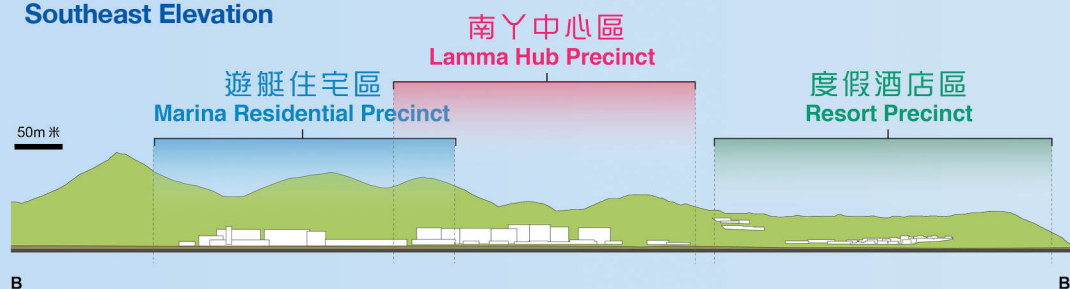 Southeast Elevation
南丫中心區
Lamma Hub Precinct
遊艇住宅區
Marina Residential Precinct
度假酒店區
Resort Precinct
50m 米
B
B